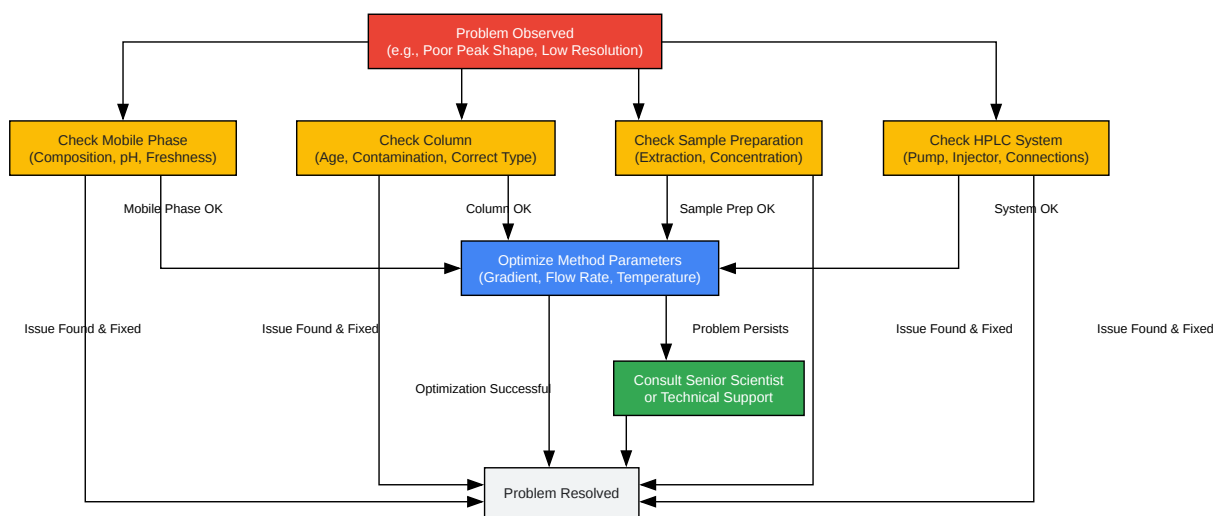 Problem Observed
(e.g., Poor Peak Shape, Low Resolution)
Check Mobile Phase
(Composition, pH, Freshness)
Check Column
(Age, Contamination, Correct Type)
Check Sample Preparation
(Extraction, Concentration)
Check HPLC System
(Pump, Injector, Connections)
Mobile Phase OK
Column OK
Sample Prep OK
System OK
Optimize Method Parameters
(Gradient, Flow Rate, Temperature)
Issue Found & Fixed
Issue Found & Fixed
Problem Persists
Issue Found & Fixed
Issue Found & Fixed
Optimization Successful
Consult Senior Scientist
or Technical Support
Problem Resolved